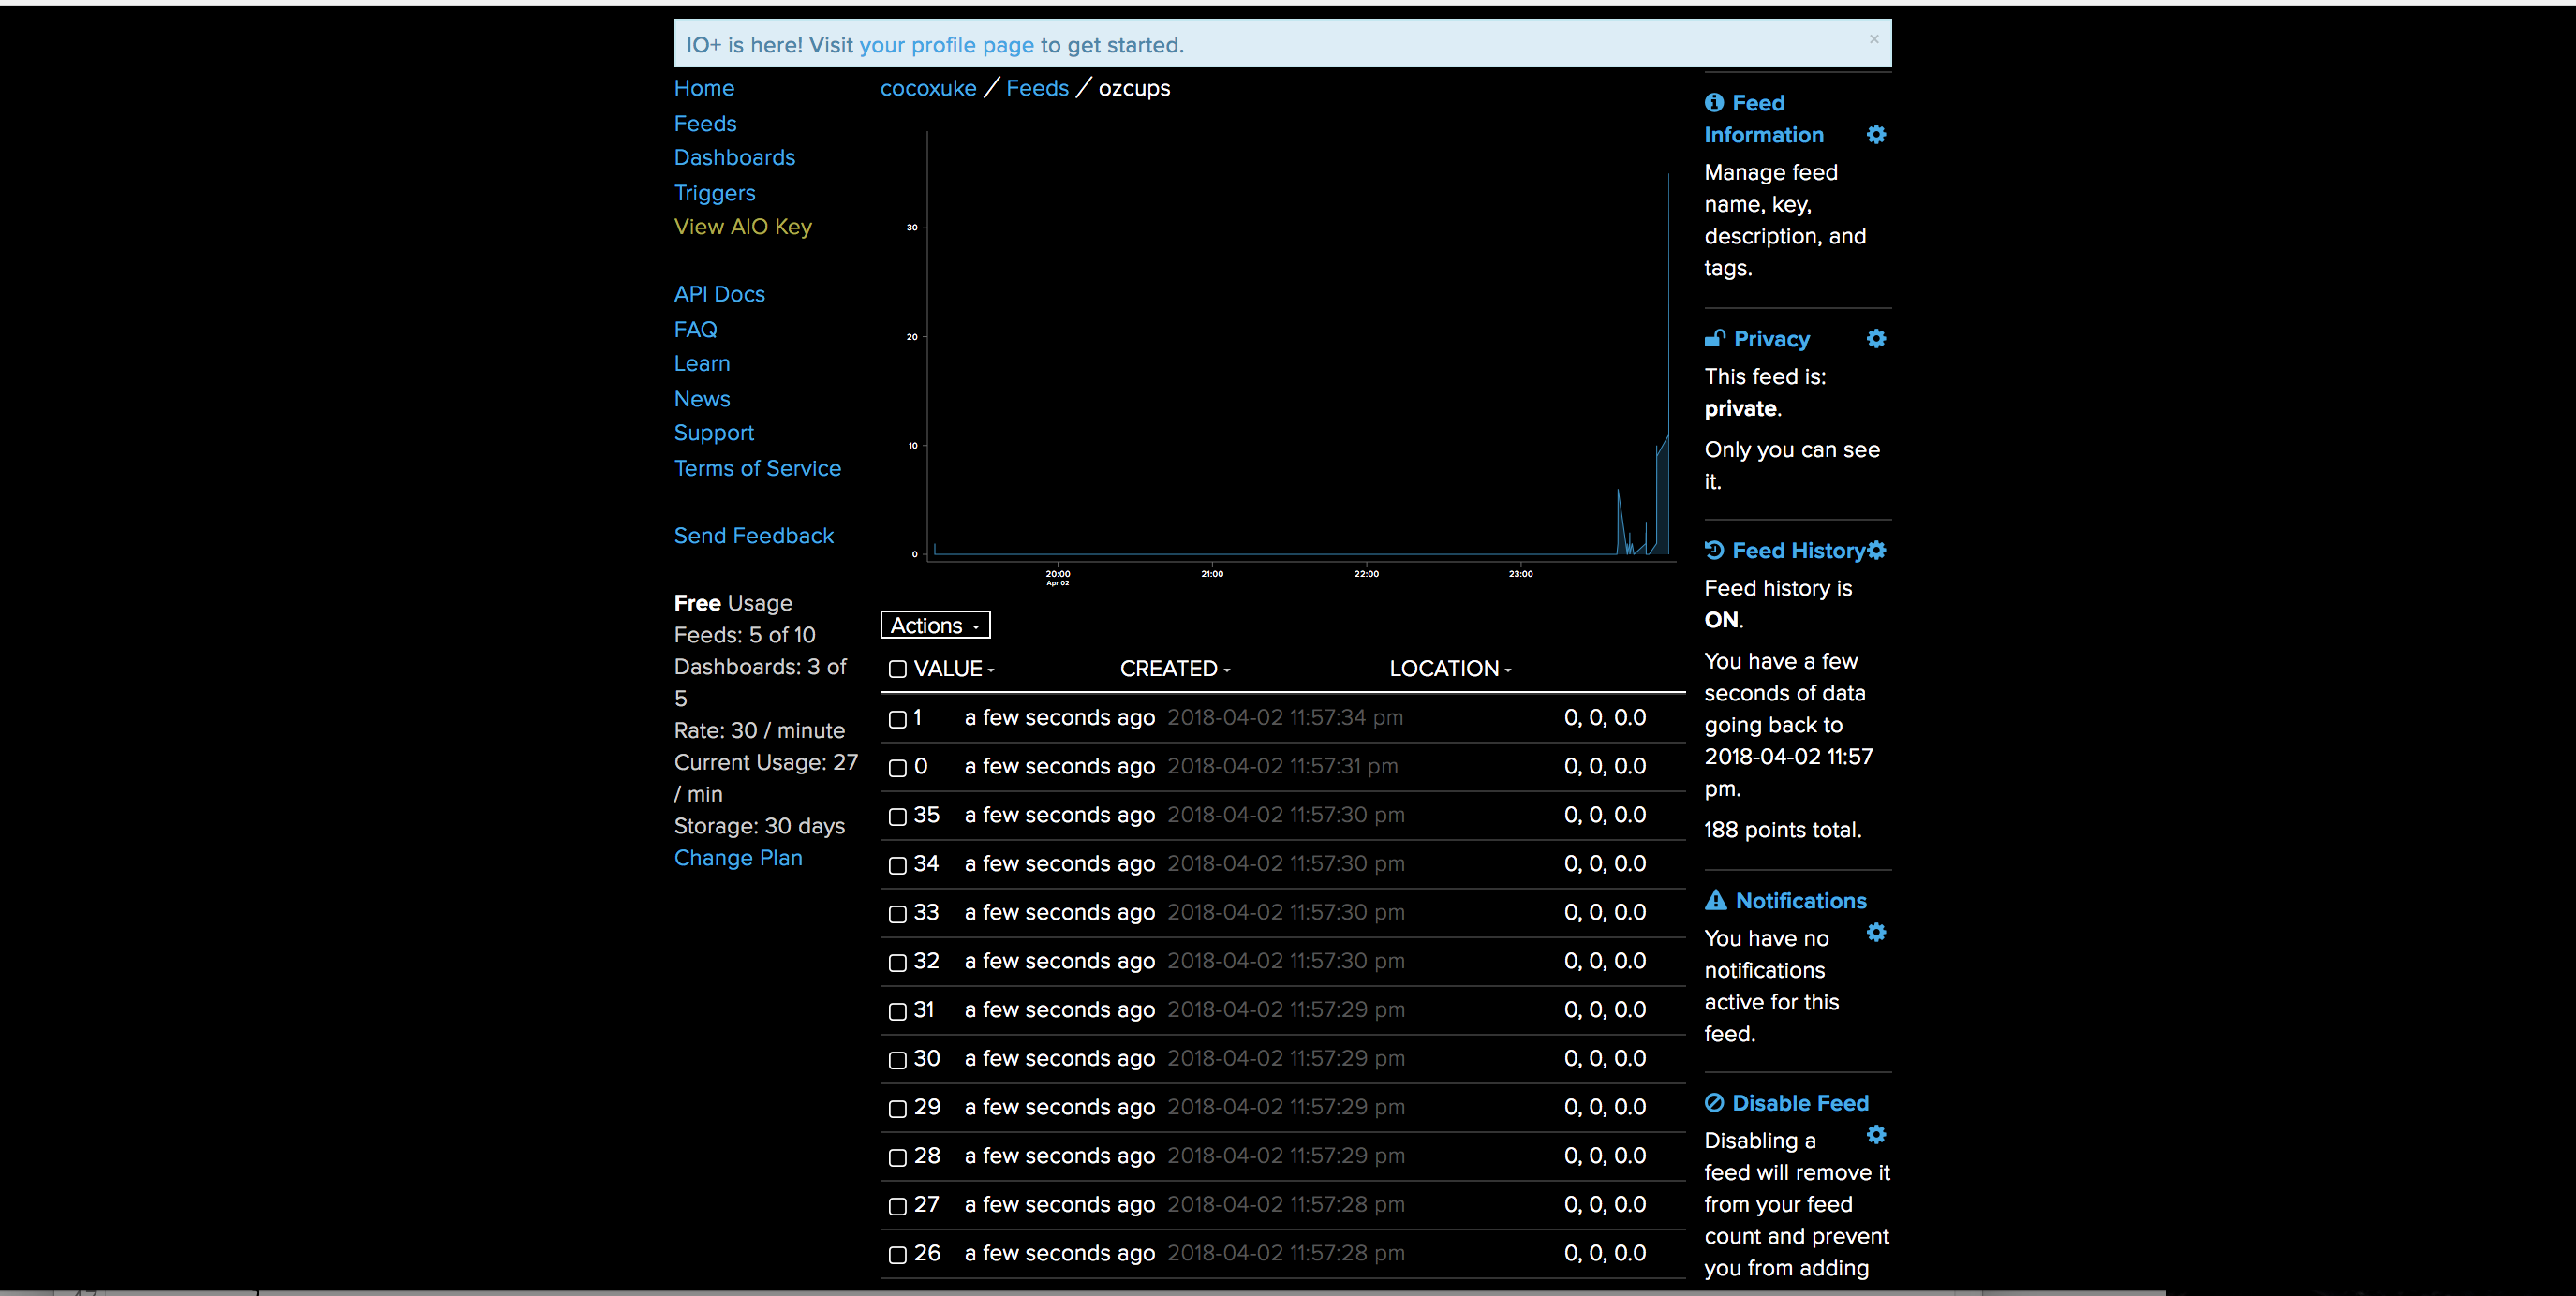 IO+ is here! Visit your profile page to get started. ×
Home
Feeds
Dashboards
Triggers
View AIO Key
API Docs
FAQ
Learn
News
Support
Terms of Service
Send Feedback
Free Usage
Feeds: 5 of 10
Dashboards: 3 of
5
Rate: 30 / minute
Current Usage: 27
/ min
Storage: 30 days
Change Plan
cocoxuke / Feeds / ozcups
30
20
10
0
20:00 21:00 22:00 23:00
Apr 02
Actions
VALUE CREATED LOCATION
1 a few seconds ago 2018-04-02 11:57:34 pm 0, 0, 0.0
0 a few seconds ago 2018-04-02 11:57:31 pm 0, 0, 0.0
35 a few seconds ago 2018-04-02 11:57:30 pm 0, 0, 0.0
34 a few seconds ago 2018-04-02 11:57:30 pm 0, 0, 0.0
33 a few seconds ago 2018-04-02 11:57:30 pm 0, 0, 0.0
32 a few seconds ago 2018-04-02 11:57:30 pm 0, 0, 0.0
31 a few seconds ago 2018-04-02 11:57:29 pm 0, 0, 0.0
30 a few seconds ago 2018-04-02 11:57:29 pm 0, 0, 0.0
29 a few seconds ago 2018-04-02 11:57:29 pm 0, 0, 0.0
28 a few seconds ago 2018-04-02 11:57:29 pm 0, 0, 0.0
27 a few seconds ago 2018-04-02 11:57:28 pm 0, 0, 0.0
26 a few seconds ago 2018-04-02 11:57:28 pm 0, 0, 0.0
Feed
Information
Manage feed
name, key,
description, and
tags.
Privacy
This feed is:
private.
Only you can see
it.
Feed History
Feed history is
ON.
You have a few
seconds of data
going back to
2018-04-02 11:57
pm.
188 points total.
Notifications
You have no
notifications
active for this
feed.
Disable Feed
Disabling a
feed will remove it
from your feed
count and prevent
you from adding